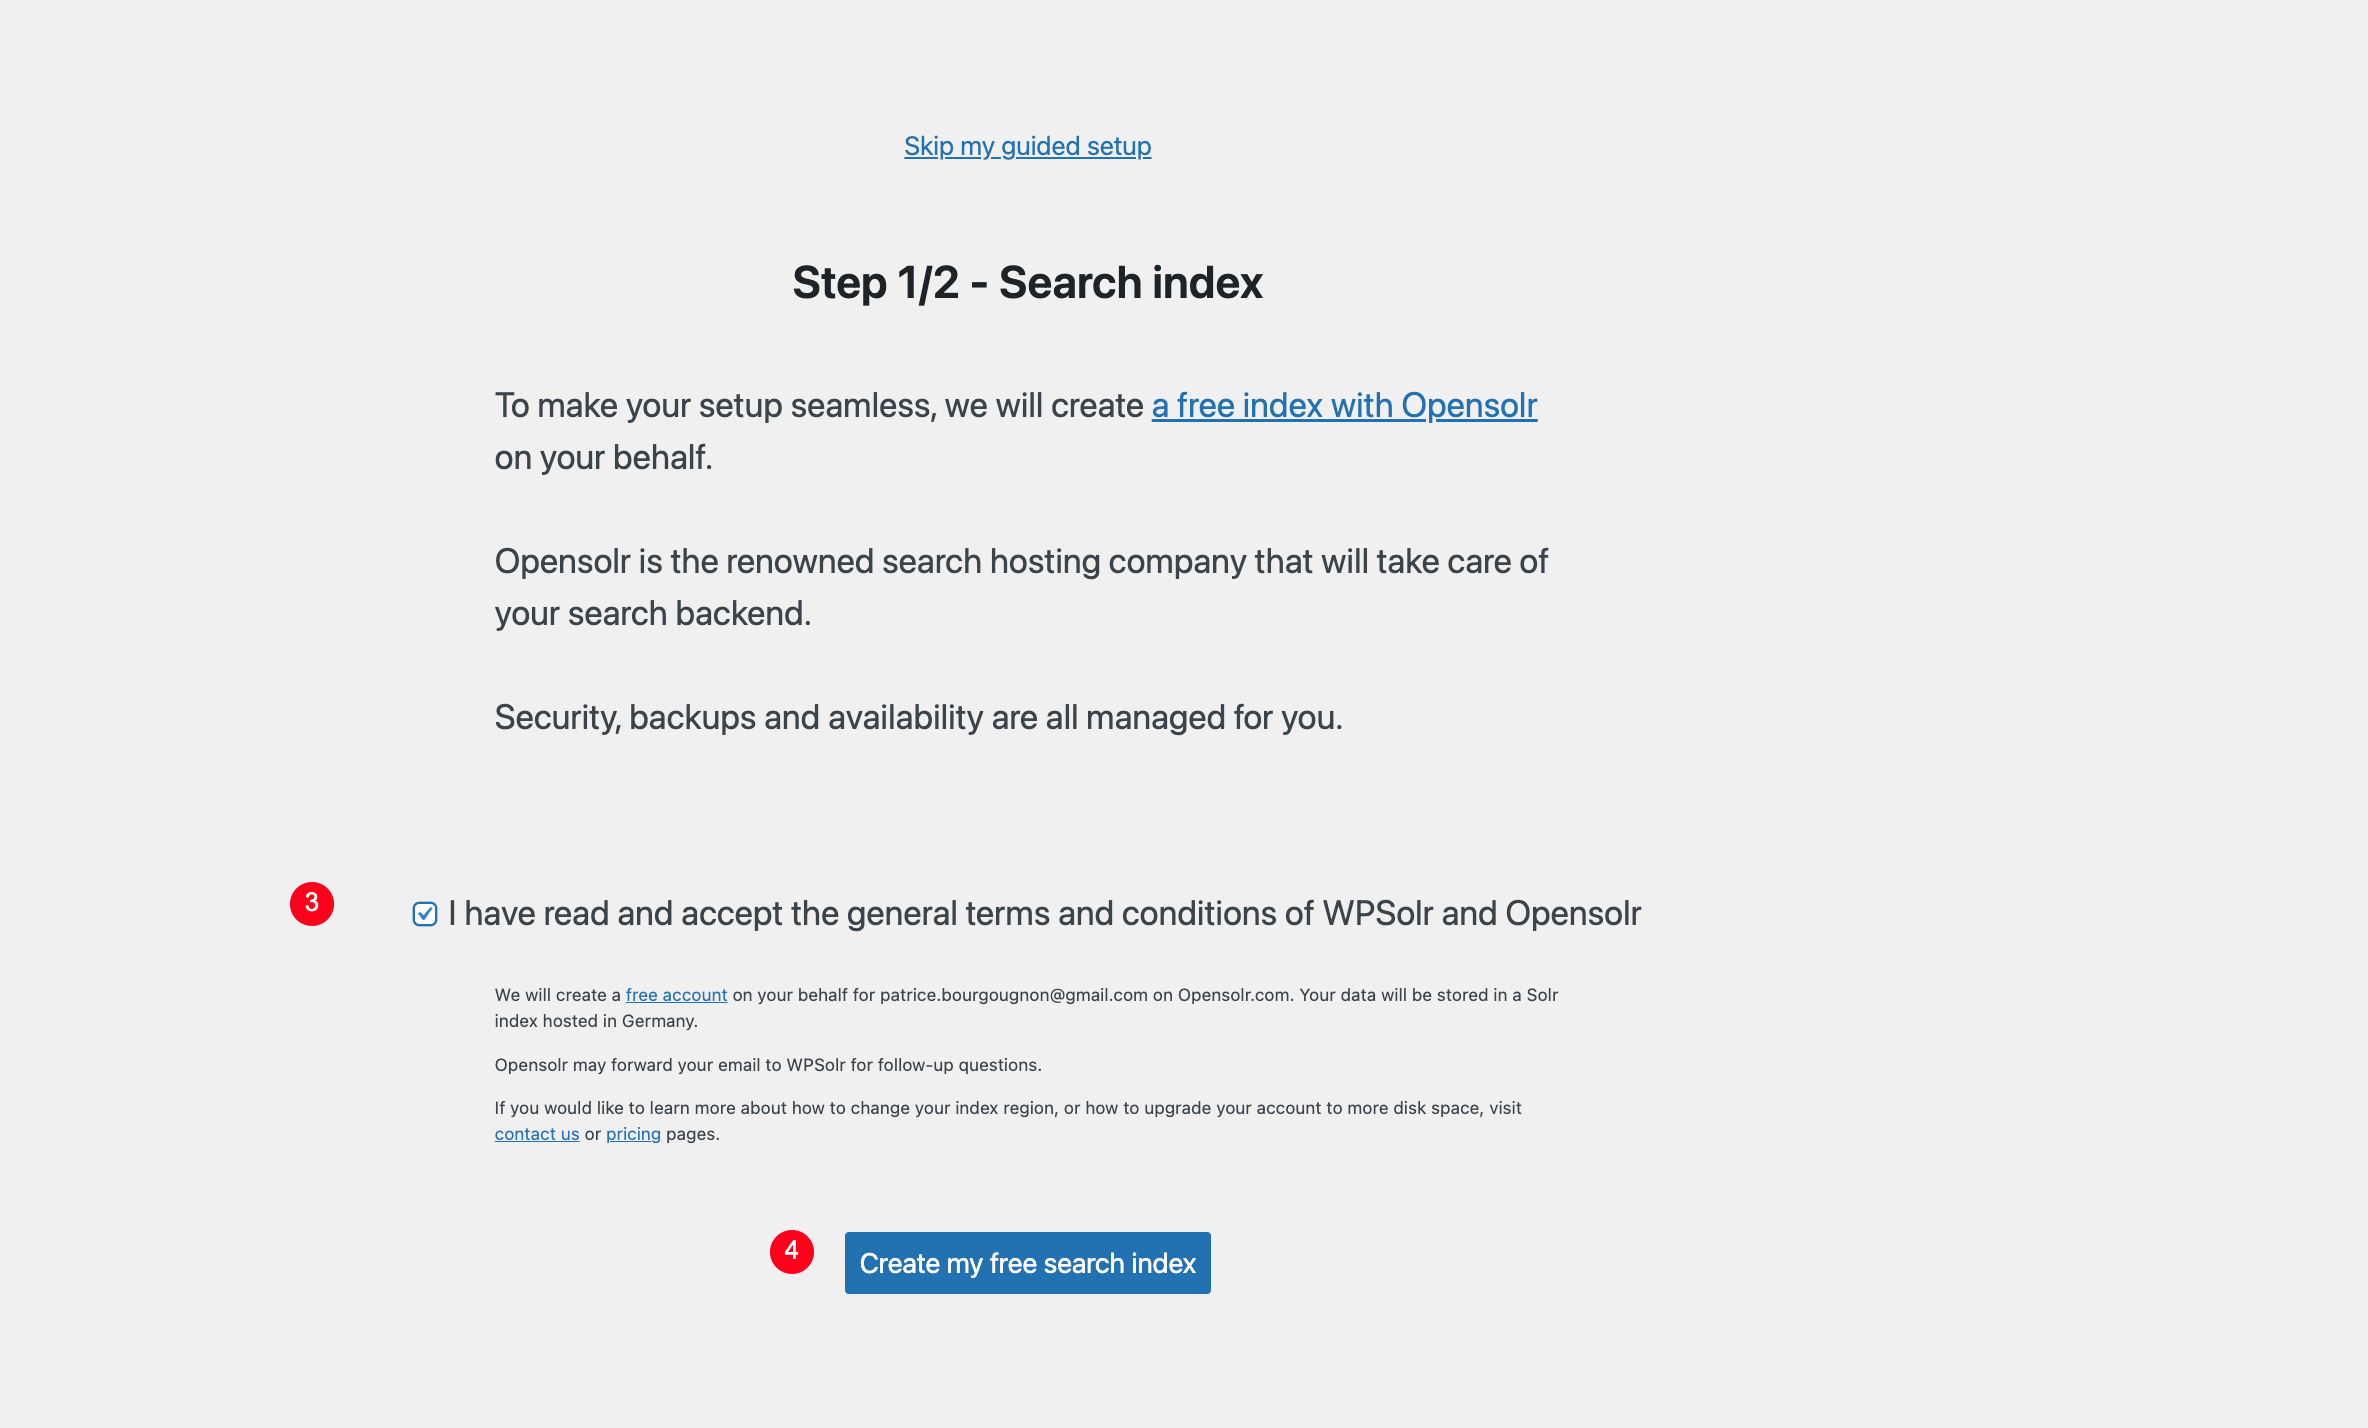 Skip my guided setup
Step 1/2 - Search index
To make your setup seamless, we will create a free index with Opensolr
on your behalf.
Opensolr is the renowned search hosting company that will take care of
your search backend.
Security, backups and availability are all managed for you.
3
I have read and accept the general terms and conditions of WPSolr and Opensolr
We will create a free account on your behalf for patrice.bourgougnon@gmail.com on Opensolr.com. Your data will be stored in a Solr
index hosted in Germany.
Opensolr may forward your email to WPSolr for follow-up questions.
If you would like to learn more about how to change your index region, or how to upgrade your account to more disk space, visit
contact us or pricing pages.
4
Create my free search index